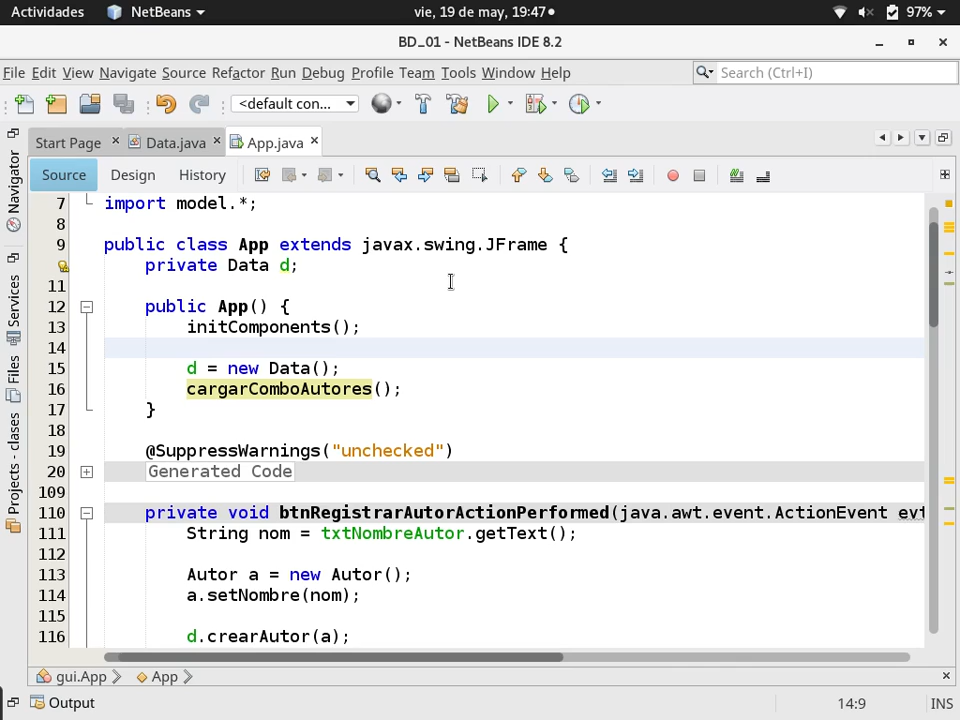 Actividades NetBeans vie, 19 de may, 19:47 97%
BD_01 - NetBeans IDE 8.2
File Edit View Navigate Source Refactor Run Debug Profile Team Tools Window Help Search (Ctrl+I)
<default con...
Start Page Data.java App.java
Source Design History
Navigator
Services
Files
Projects - clases
7 import model.*;
8
9 public class App extends javax.swing.JFrame {
private Data d;
11
12 public App() {
13 initComponents();
14
15 d = new Data();
16 cargarComboAutores();
17 }
18
19 @SuppressWarnings("unchecked")
20 Generated Code
109
110 private void btnRegistrarAutorActionPerformed(java.awt.event.ActionEvent evt
111 String nom = txtNombreAutor.getText();
112
113 Autor a = new Autor();
114 a.setNombre(nom);
115
116 d.crearAutor(a);
gui.App App
Output 14:9 INS